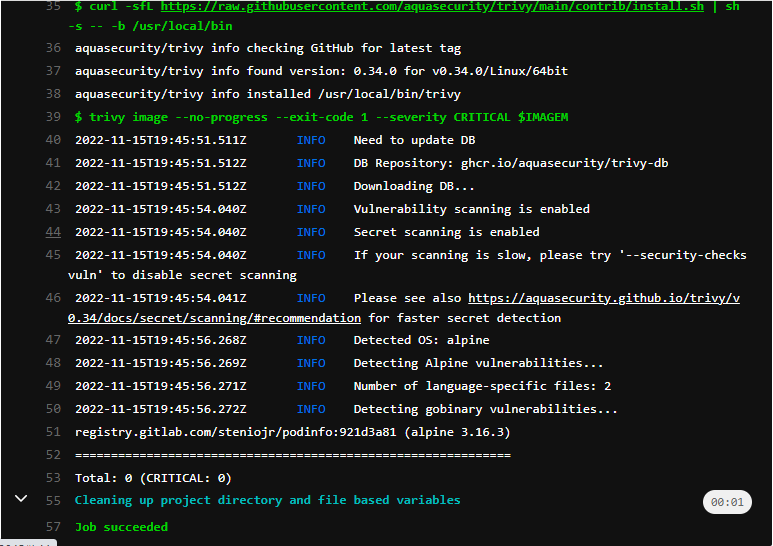 35 $ curl -sfL https://raw.githubusercontent.com/aquasecurity/trivy/main/contrib/install.sh | sh
-s -- -b /usr/local/bin
36 aquasecurity/trivy info checking GitHub for latest tag
37 aquasecurity/trivy info found version: 0.34.0 for v0.34.0/Linux/64bit
38 aquasecurity/trivy info installed /usr/local/bin/trivy
39 $ trivy image --no-progress --exit-code 1 --severity CRITICAL $IMAGEM
40 2022-11-15T19:45:51.511Z INFO Need to update DB
41 2022-11-15T19:45:51.512Z INFO DB Repository: ghcr.io/aquasecurity/trivy-db
42 2022-11-15T19:45:51.512Z INFO Downloading DB...
43 2022-11-15T19:45:54.040Z INFO Vulnerability scanning is enabled
44 2022-11-15T19:45:54.040Z INFO Secret scanning is enabled
45 2022-11-15T19:45:54.040Z INFO If your scanning is slow, please try '--security-checks
vuln' to disable secret scanning
46 2022-11-15T19:45:54.041Z INFO Please see also https://aquasecurity.github.io/trivy/v
0.34/docs/secret/scanning/#recommendation for faster secret detection
47 2022-11-15T19:45:56.268Z INFO Detected OS: alpine
48 2022-11-15T19:45:56.269Z INFO Detecting Alpine vulnerabilities...
49 2022-11-15T19:45:56.271Z INFO Number of language-specific files: 2
50 2022-11-15T19:45:56.272Z INFO Detecting gobinary vulnerabilities...
51 registry.gitlab.com/steniojr/podinfo:921d3a81 (alpine 3.16.3)
52 =============================================================
53 Total: 0 (CRITICAL: 0)
55 Cleaning up project directory and file based variables 00:01
57 Job succeeded